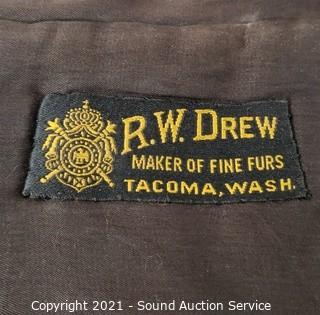 R.W. DREW
MAKER OF FINE FURS
TACOMA, WASH.
Copyright 2021 - Sound Auction Service